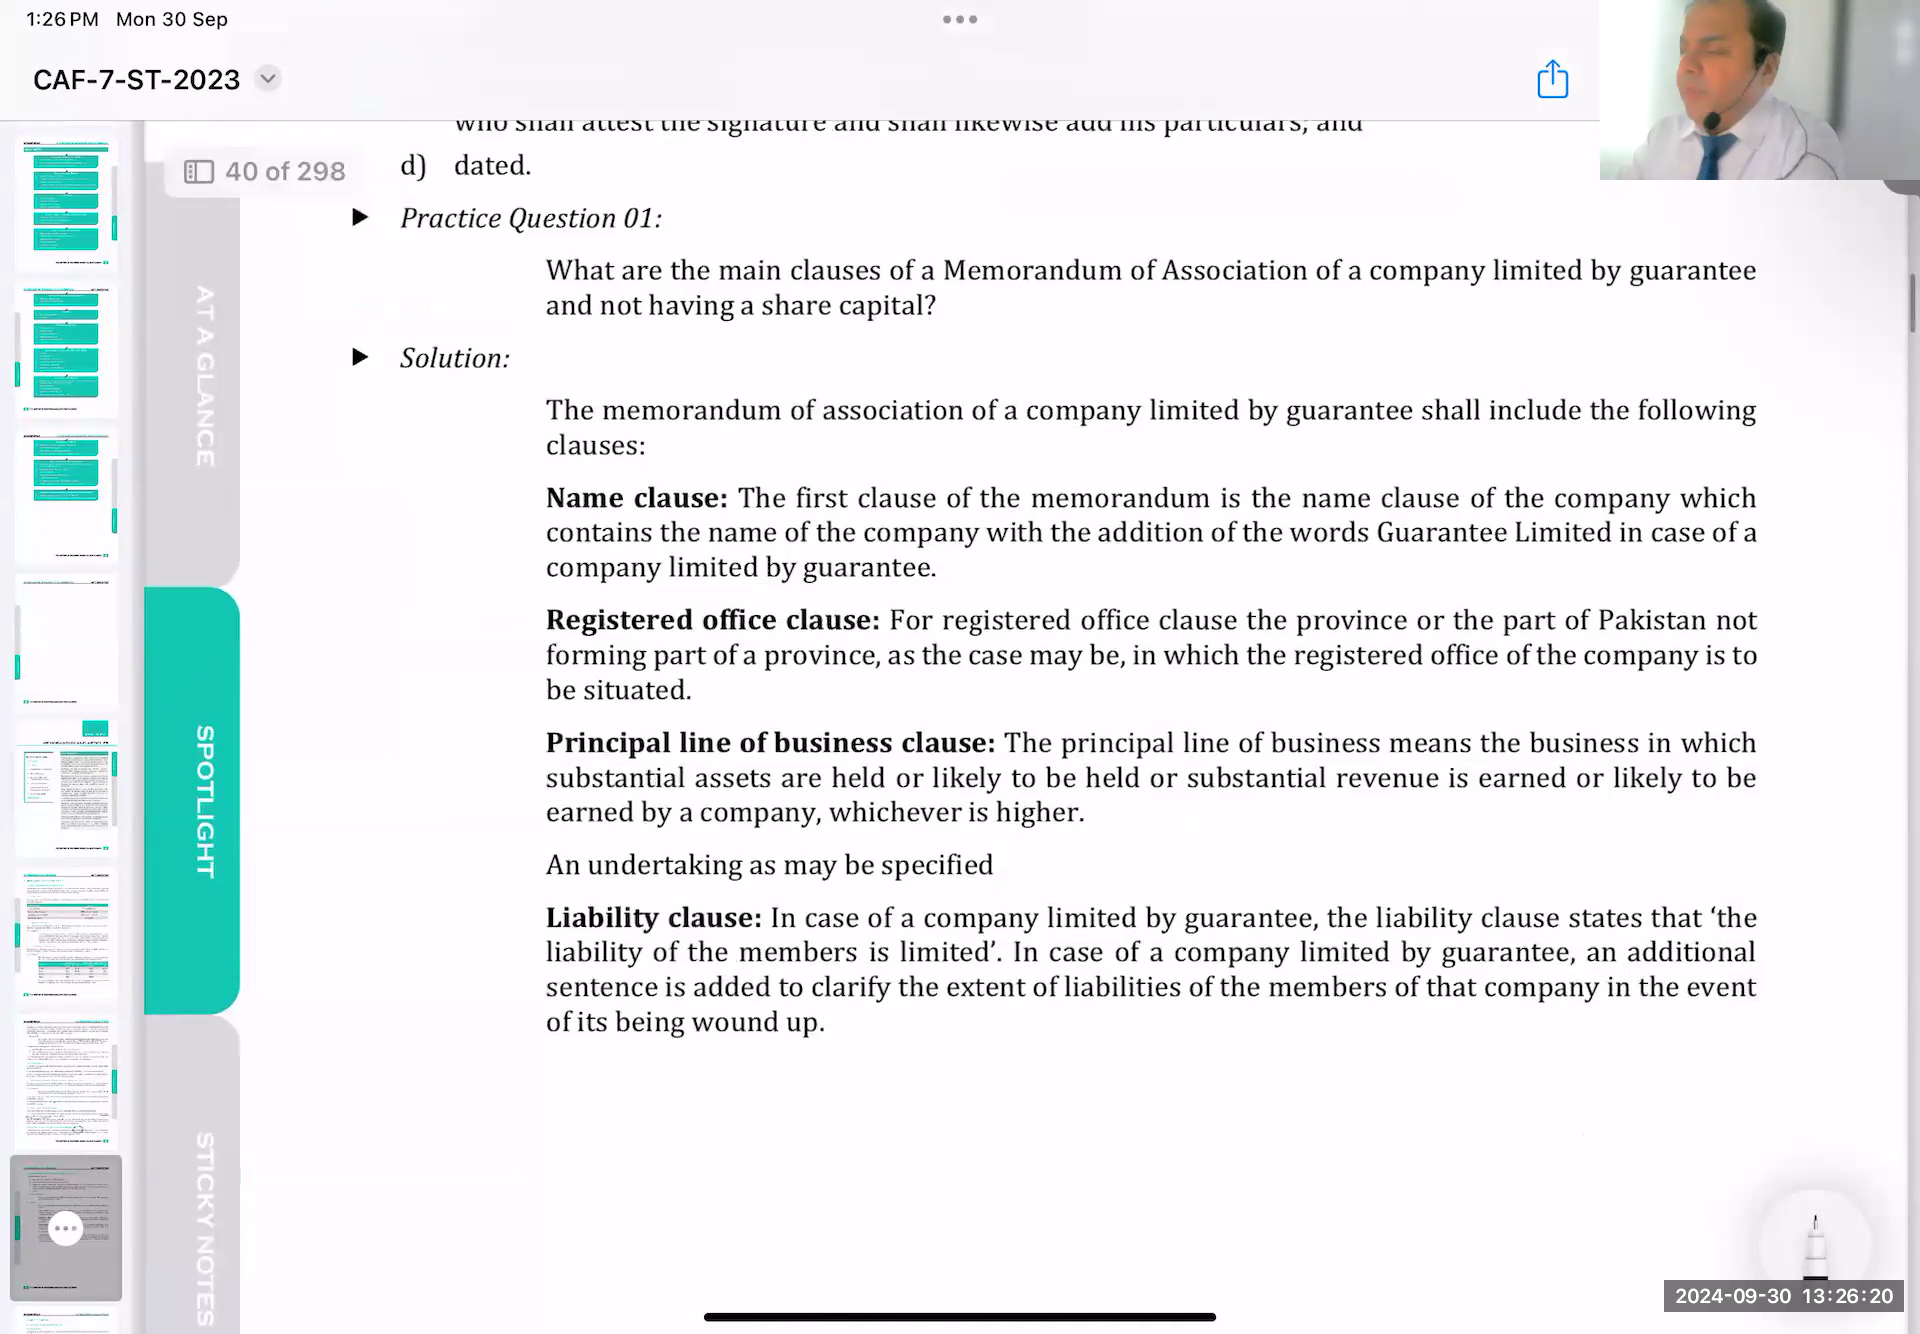 1:26 PM Mon 30 Sep
CAF-7-ST-2023
40 of 298
who shall attest the signature and shall likewise add his particulars; and
d) dated.
Practice Question 01:
What are the main clauses of a Memorandum of Association of a company limited by guarantee
and not having a share capital?
Solution:
The memorandum of association of a company limited by guarantee shall include the following
clauses:
Name clause: The first clause of the memorandum is the name clause of the company which
contains the name of the company with the addition of the words Guarantee Limited in case of a
company limited by guarantee.
Registered office clause: For registered office clause the province or the part of Pakistan not
forming part of a province, as the case may be, in which the registered office of the company is to
be situated.
Principal line of business clause: The principal line of business means the business in which
substantial assets are held or likely to be held or substantial revenue is earned or likely to be
earned by a company, whichever is higher.
An undertaking as may be specified
Liability clause: In case of a company limited by guarantee, the liability clause states that ‘the
liability of the members is limited’. In case of a company limited by guarantee, an additional
sentence is added to clarify the extent of liabilities of the members of that company in the event
of its being wound up.
AT A GLANCE
SPOTLIGHT
STICKY NOTES
2024-09-30 13:26:20